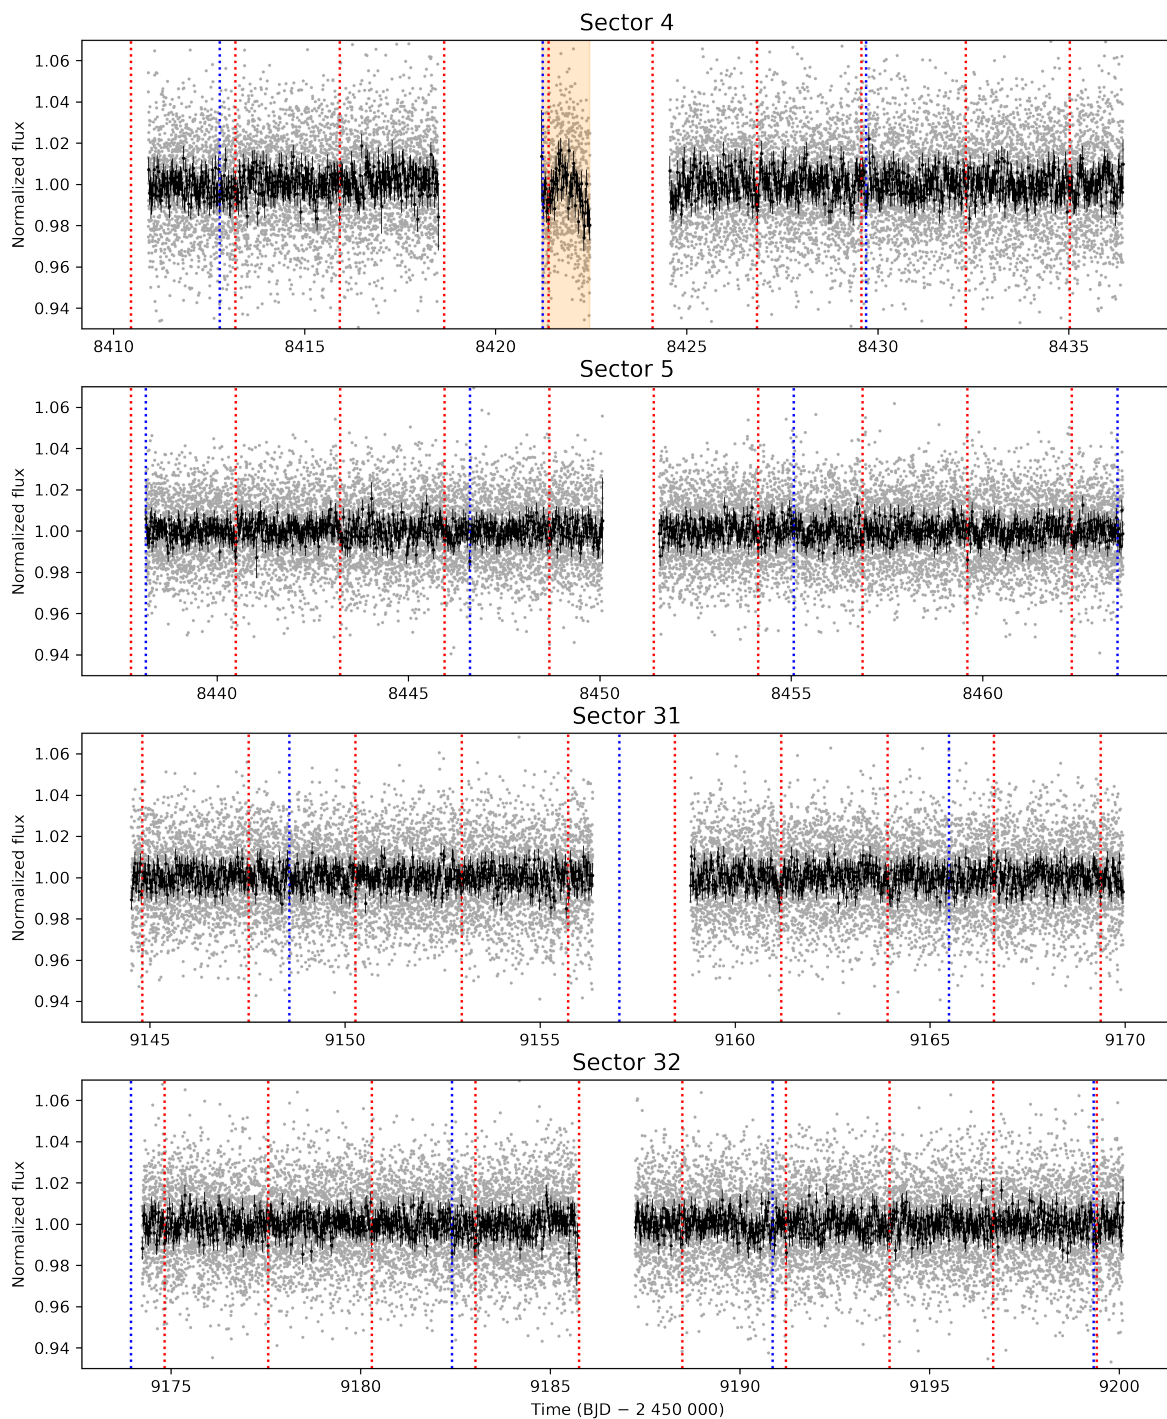 Sector 4
1.06
1.04
1.02
1.00
0.98
0.96
0.94
Normalized flux
8410 8415 8420 8425 8430 8435
Sector 5
1.06
1.04
1.02
1.00
0.98
0.96
0.94
Normalized flux
8440 8445 8450 8455 8460
Sector 31
1.06
1.04
1.02
1.00
0.98
0.96
0.94
Normalized flux
9145 9150 9155 9160 9165 9170
Sector 32
1.06
1.04
1.02
1.00
0.98
0.96
0.94
Normalized flux
9175 9180 9185 9190 9195 9200
Time (BJD − 2 450 000)